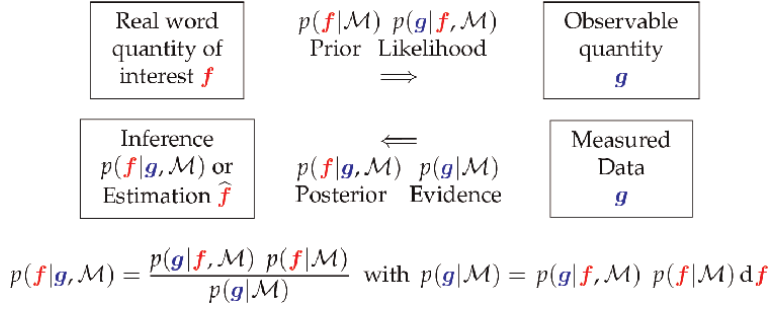 Real word
quantity of
interest f
p(f|M) p(g|f, M)
Prior Likelihood
⟹
Observable
quantity
g
Inference
p(f|g, M) or
Estimation f̂
⟸
p(f|g, M) p(g|M)
Posterior Evidence
Measured
Data
g
p(f|g, M) = p(g|f, M) p(f|M) / p(g|M) with p(g|M) = p(g|f, M) p(f|M) df